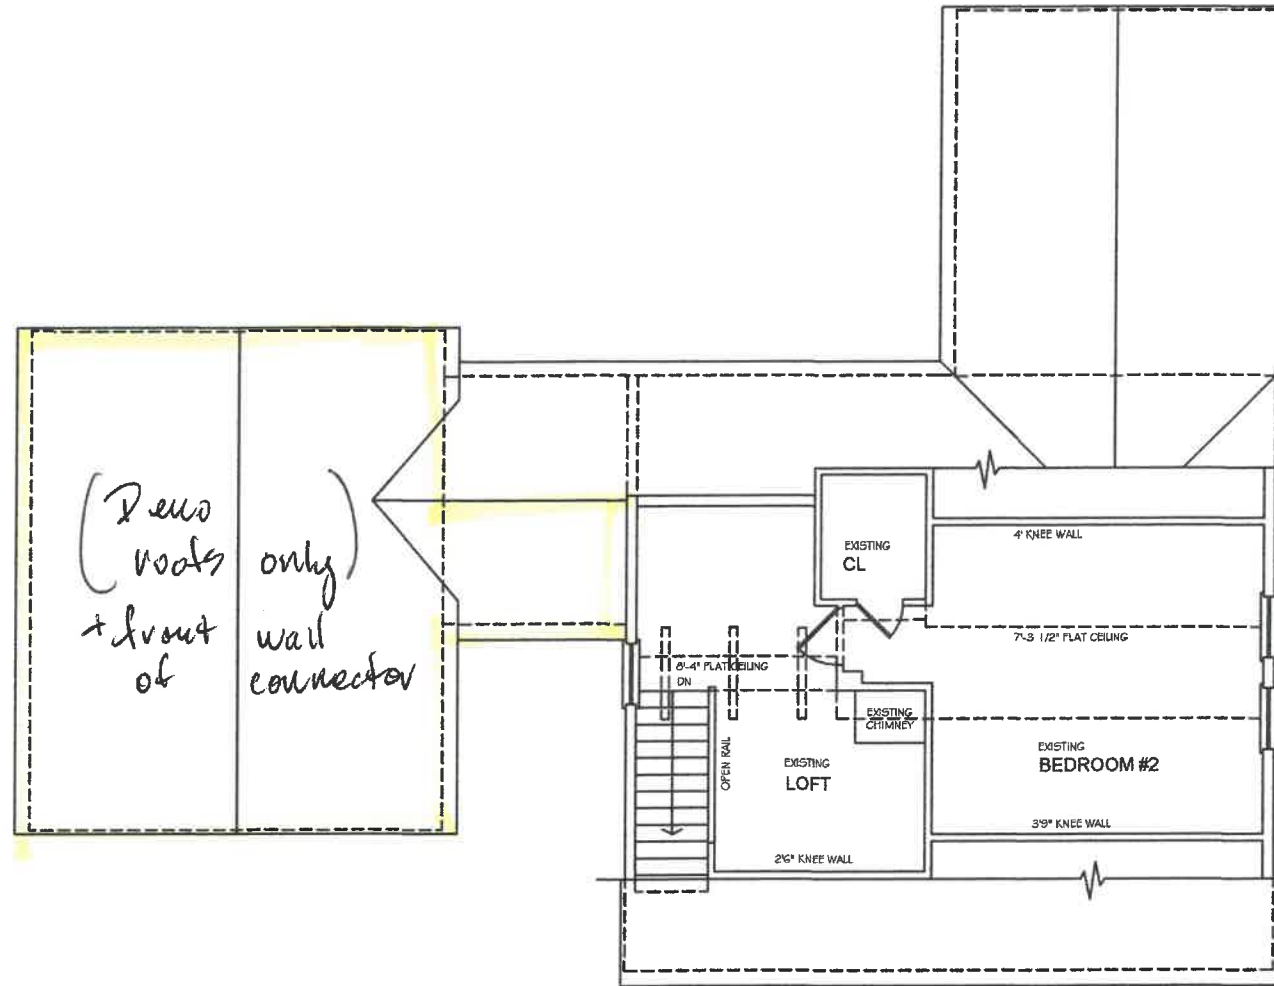 (Demo
roofs only)
+ front wall
of connector
EXISTING
CL
4' KNEE WALL
7'-3 1/2" FLAT CEILING
8'-4" FLAT CEILING
DN
OPEN RAIL
EXISTING
CHIMNEY
EXISTING
LOFT
EXISTING
BEDROOM #2
3'9" KNEE WALL
2'6" KNEE WALL